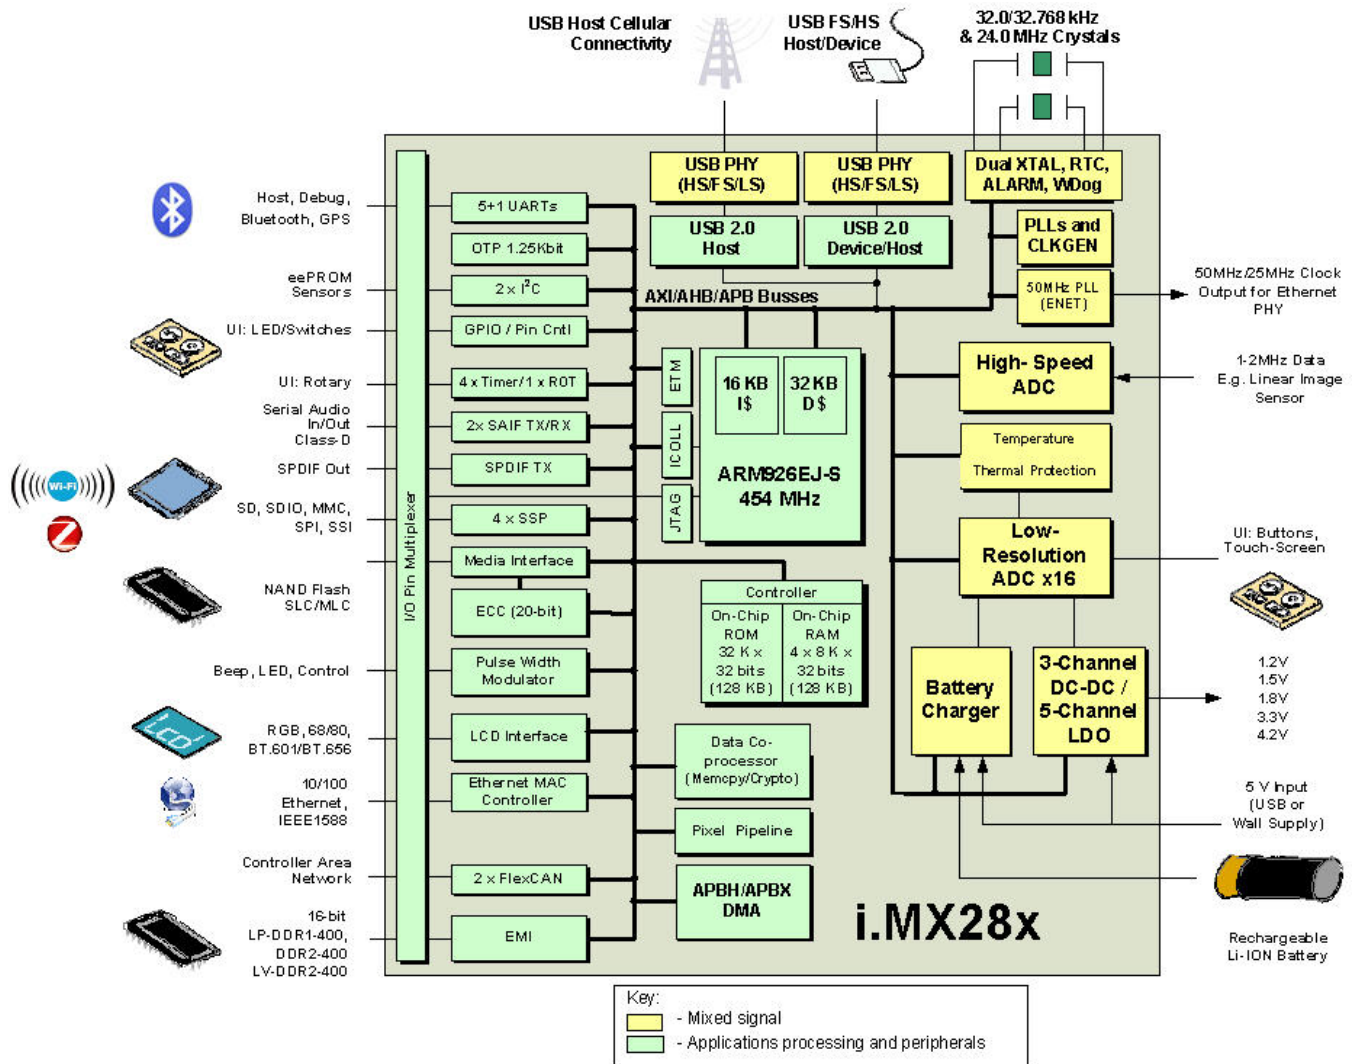 USB Host Cellular
Connectivity
USB FS/HS
Host/Device
32.0/32.768 kHz
& 24.0 MHz Crystals
Host, Debug,
Bluetooth, GPS
eePROM
Sensors
UI: LED/Switches
UI: Rotary
Serial Audio
In/Out
Class-D
SPDIF Out
Wi-Fi
Z
SD, SDIO, MMC,
SPI, SSI
NAND Flash
SLC/MLC
Beep, LED, Control
LCD
RGB, 68/80,
BT.601/BT.656
10/100
Ethernet,
IEEE1588
Controller Area
Network
16-bit
LP-DDR1-400,
DDR2-400
LV-DDR2-400
I/O Pin Multiplexer
5+1 UARTs
OTP 1.25Kbit
2 x I²C
GPIO / Pin Cntl
4 x Timer/1 x ROT
2x SAIF TX/RX
SPDIF TX
4 x SSP
Media Interface
ECC (20-bit)
Pulse Width
Modulator
LCD Interface
Ethernet MAC
Controller
2 x FlexCAN
EMI
USB PHY
(HS/FS/LS)
USB 2.0
Host
USB PHY
(HS/FS/LS)
USB 2.0
Device/Host
AXI/AHB/APB Busses
ETM
ICOLL
JTAG
16 KB
I$
32 KB
D $
ARM926EJ-S
454 MHz
Controller
On-Chip
ROM
32 K x
32 bits
(128 KB)
On-Chip
RAM
4 x 8 K x
32 bits
(128 KB)
Data Co-
processor
(Memcpy/Crypto)
Pixel Pipeline
APBH/APBX
DMA
Dual XTAL, RTC,
ALARM, WDog
PLLs and
CLKGEN
50MHz PLL
(ENET)
High- Speed
ADC
Temperature
Thermal Protection
Low-
Resolution
ADC x16
Battery
Charger
3-Channel
DC-DC /
5-Channel
LDO
i.MX28x
50MHz/25MHz Clock
Output for Ethernet
PHY
1-2MHz Data
E.g. Linear Image
Sensor
UI: Buttons,
Touch-Screen
1.2V
1.5V
1.8V
3.3V
4.2V
5 V Input
(USB or
Wall Supply)
Rechargeable
Li-ION Battery
Key:
- Mixed signal
- Applications processing and peripherals